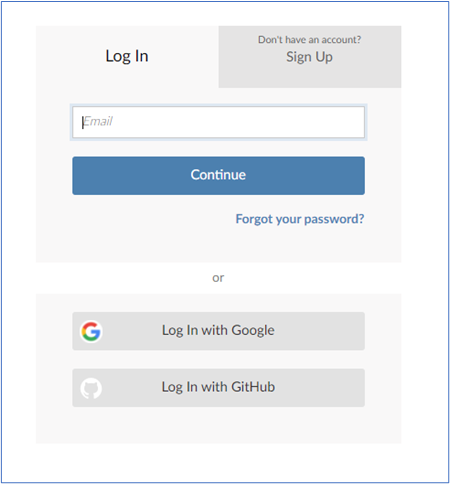 Log In
Don't have an account?
Sign Up
Email
Continue
Forgot your password?
or
Log In with Google
Log In with GitHub